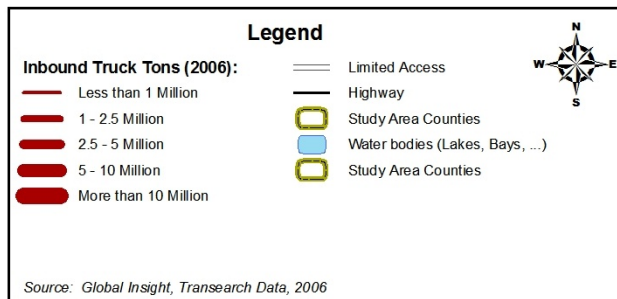 Legend
N
W E
S
Inbound Truck Tons (2006):
Less than 1 Million
1 - 2.5 Million
2.5 - 5 Million
5 - 10 Million
More than 10 Million
Limited Access
Highway
Study Area Counties
Water bodies (Lakes, Bays, ...)
Study Area Counties
Source: Global Insight, Transearch Data, 2006